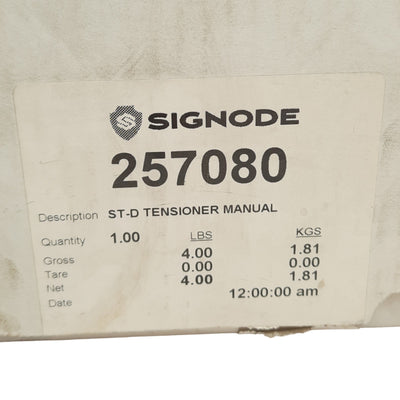 S SIGNODE
257080
Description ST-D TENSIONER MANUAL
Quantity 1.00 LBS KGS
Gross 4.00 1.81
Tare 0.00 0.00
Net 4.00 1.81
Date 12:00:00 am